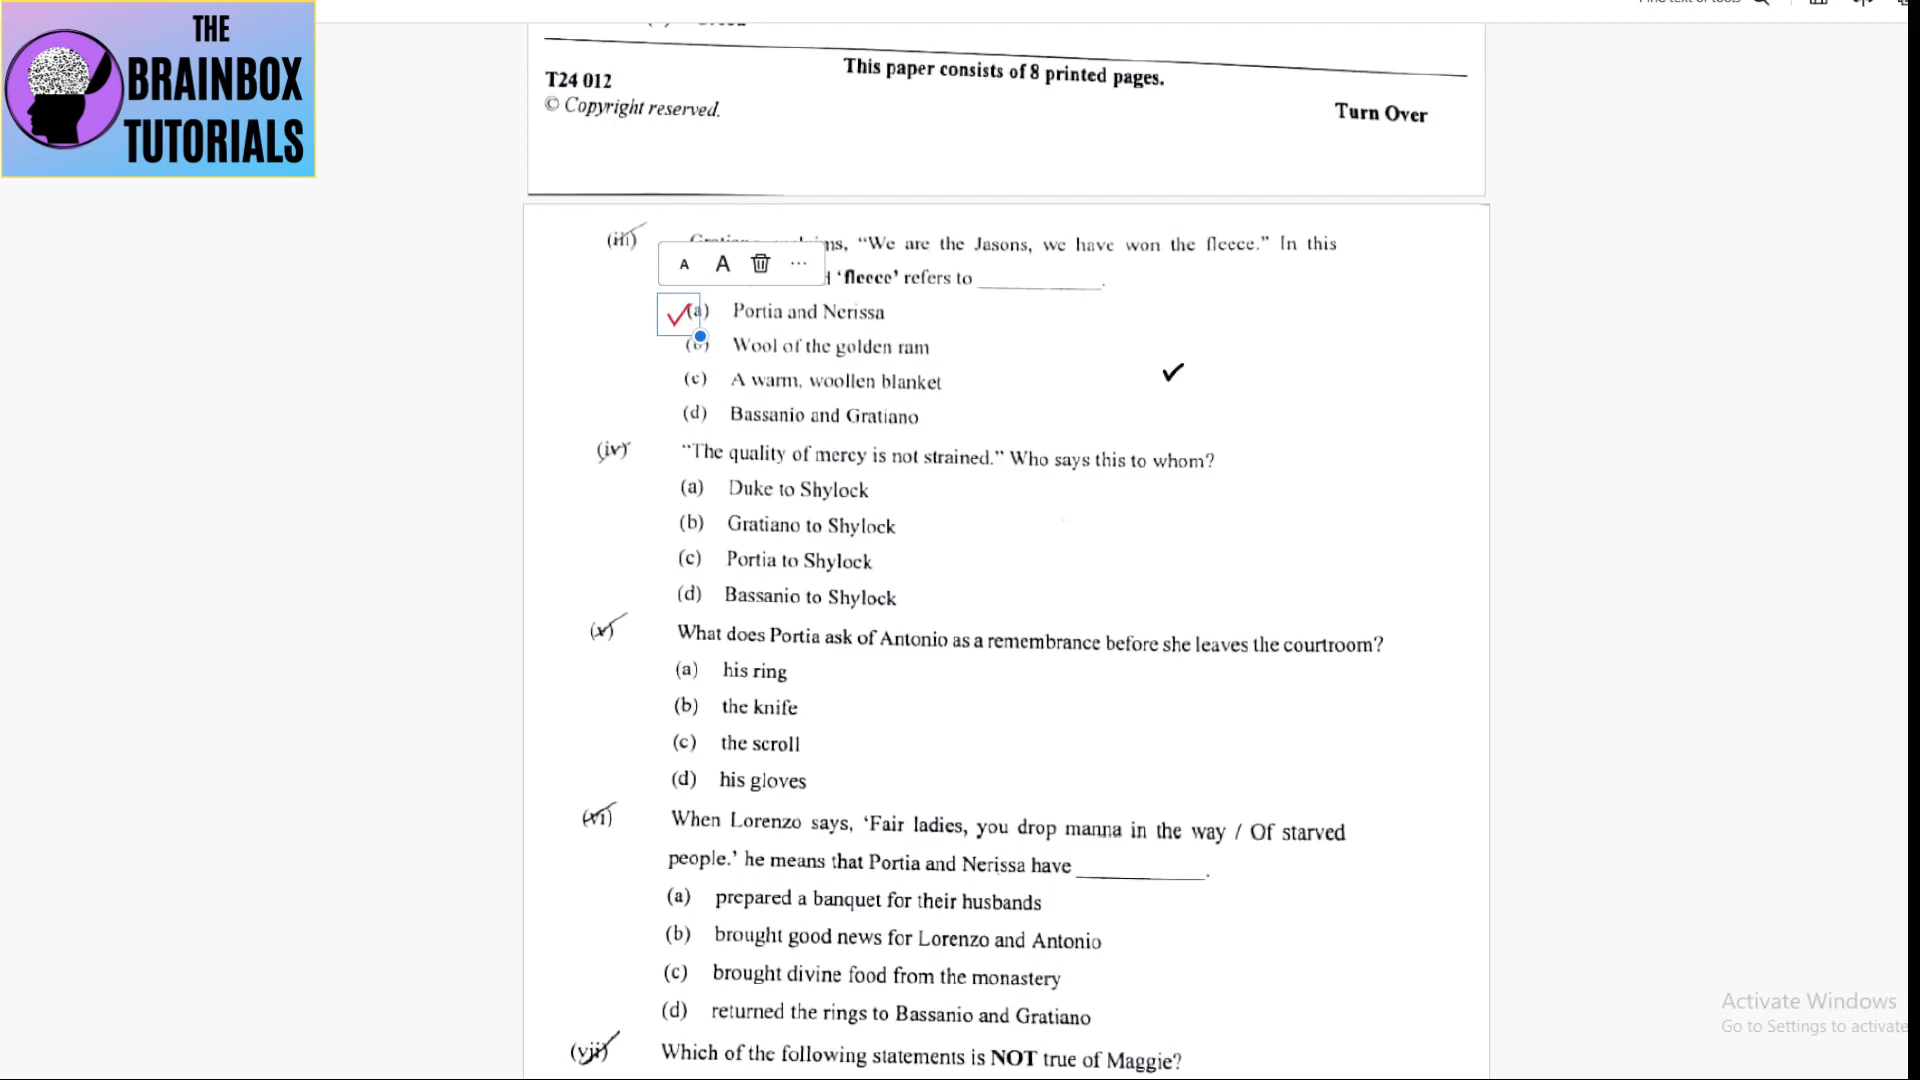 THE
BRAINBOX
TUTORIALS
T24 012
This paper consists of 8 printed pages.
© Copyright reserved.
Turn Over
(iii) "We are the Jasons, we have won the fleece." In this
'fleece' refers to ____________.
A A ...
(a) Portia and Nerissa
Wool of the golden ram
(c) A warm, woollen blanket
(d) Bassanio and Gratiano
(iv) "The quality of mercy is not strained." Who says this to whom?
(a) Duke to Shylock
(b) Gratiano to Shylock
(c) Portia to Shylock
(d) Bassanio to Shylock
(v) What does Portia ask of Antonio as a remembrance before she leaves the courtroom?
(a) his ring
(b) the knife
(c) the scroll
(d) his gloves
(vi) When Lorenzo says, 'Fair ladies, you drop manna in the way / Of starved
people.' he means that Portia and Nerissa have ____________.
(a) prepared a banquet for their husbands
(b) brought good news for Lorenzo and Antonio
(c) brought divine food from the monastery
(d) returned the rings to Bassanio and Gratiano
(vii) Which of the following statements is NOT true of Maggie?
Activate Windows
Go to Settings to activate